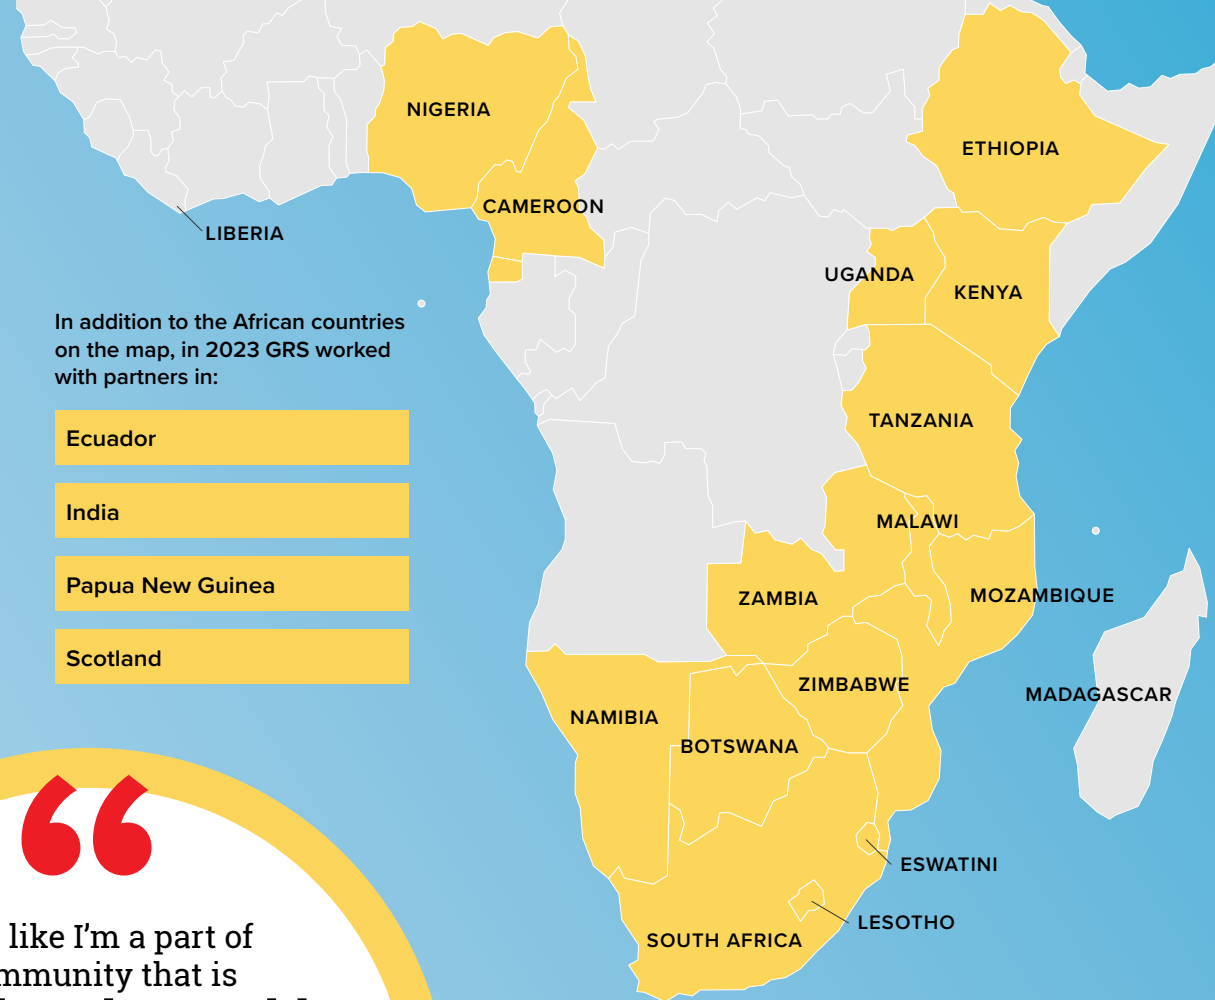 NIGERIA
ETHIOPIA
CAMEROON
LIBERIA
UGANDA
KENYA
In addition to the African countries
on the map, in 2023 GRS worked
with partners in:
Ecuador
India
Papua New Guinea
Scotland
TANZANIA
MALAWI
ZAMBIA
MOZAMBIQUE
ZIMBABWE
MADAGASCAR
NAMIBIA
BOTSWANA
ESWATINI
LESOTHO
SOUTH AFRICA
“
like I’m a part of
mmunity that is